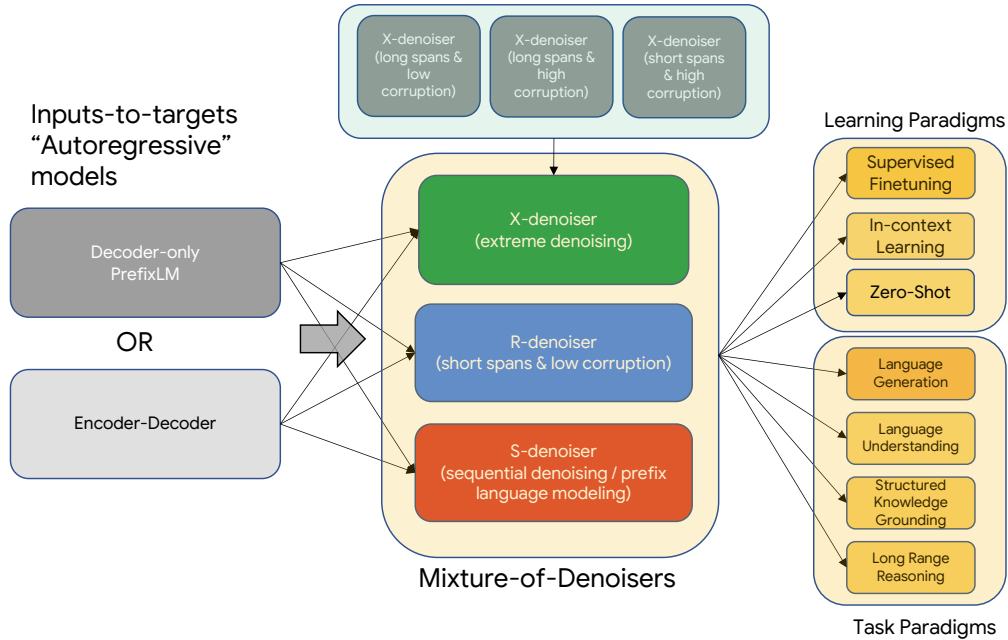 X-denoiser
(long spans &
low
corruption)
X-denoiser
(long spans &
high
corruption)
X-denoiser
(short spans
& high
corruption)
Inputs-to-targets
“Autoregressive”
models
Decoder-only
PrefixLM
OR
Encoder-Decoder
X-denoiser
(extreme denoising)
R-denoiser
(short spans & low corruption)
S-denoiser
(sequential denoising / prefix
language modeling)
Mixture-of-Denoisers
Learning Paradigms
Supervised
Finetuning
In-context
Learning
Zero-Shot
Language
Generation
Language
Understanding
Structured
Knowledge
Grounding
Long Range
Reasoning
Task Paradigms